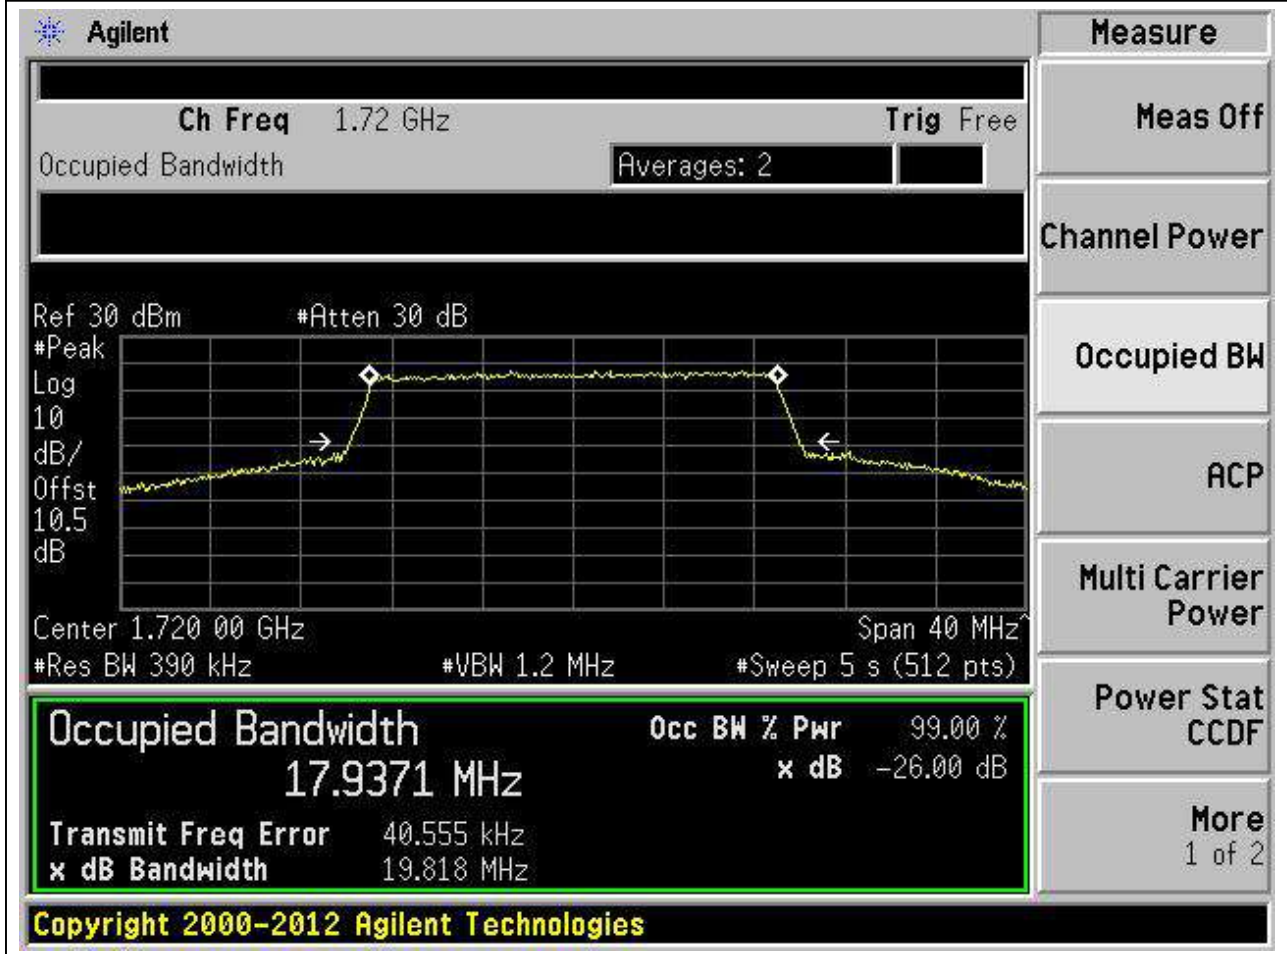 Agilent
Measure
Ch Freq 1.72 GHz Trig Free
Occupied Bandwidth Averages: 2
Meas Off
Channel Power
Occupied BW
ACP
Multi Carrier
Power
Power Stat
CCDF
More
1 of 2
Ref 30 dBm #Atten 30 dB
#Peak
Log
10
dB/
Offst
10.5
dB
Center 1.720 00 GHz Span 40 MHz^
#Res BW 390 kHz #VBW 1.2 MHz #Sweep 5 s (512 pts)
Occupied Bandwidth Occ BW % Pwr 99.00 %
17.9371 MHz x dB -26.00 dB
Transmit Freq Error 40.555 kHz
x dB Bandwidth 19.818 MHz
Copyright 2000-2012 Agilent Technologies